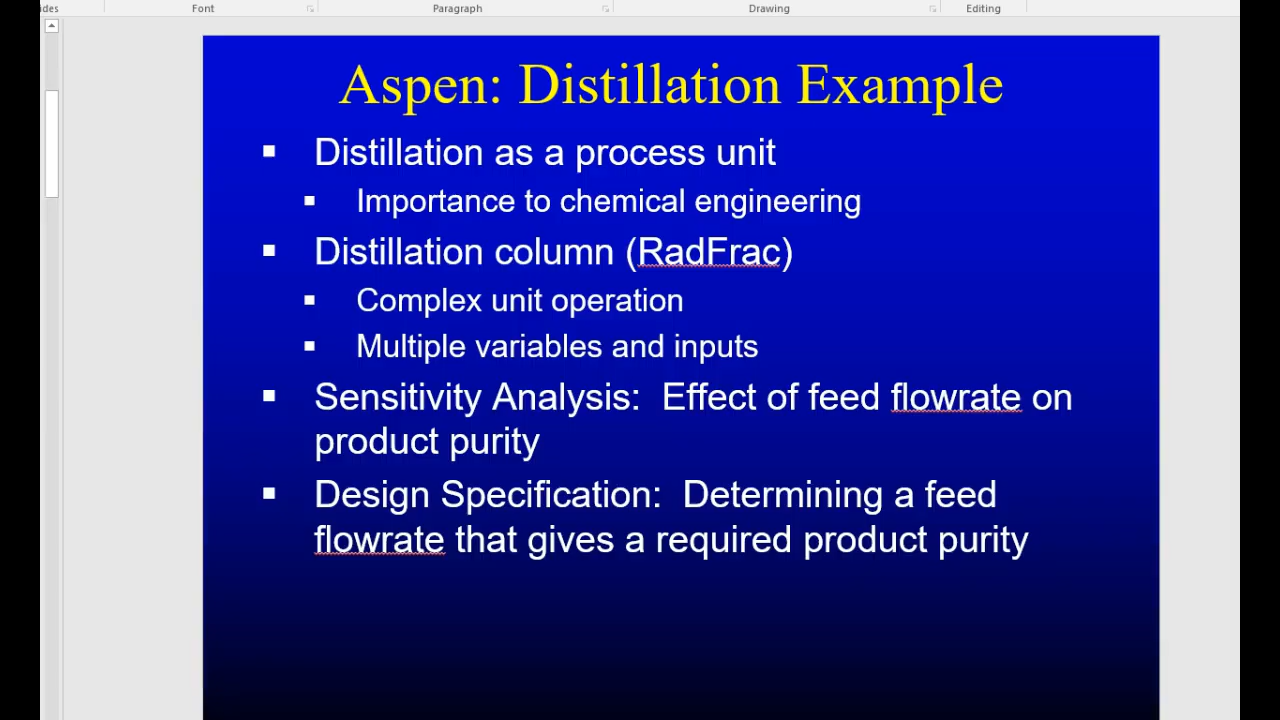 Font Paragraph Drawing Editing
Aspen: Distillation Example
Distillation as a process unit
Importance to chemical engineering
Distillation column (RadFrac)
Complex unit operation
Multiple variables and inputs
Sensitivity Analysis: Effect of feed flowrate on
product purity
Design Specification: Determining a feed
flowrate that gives a required product purity